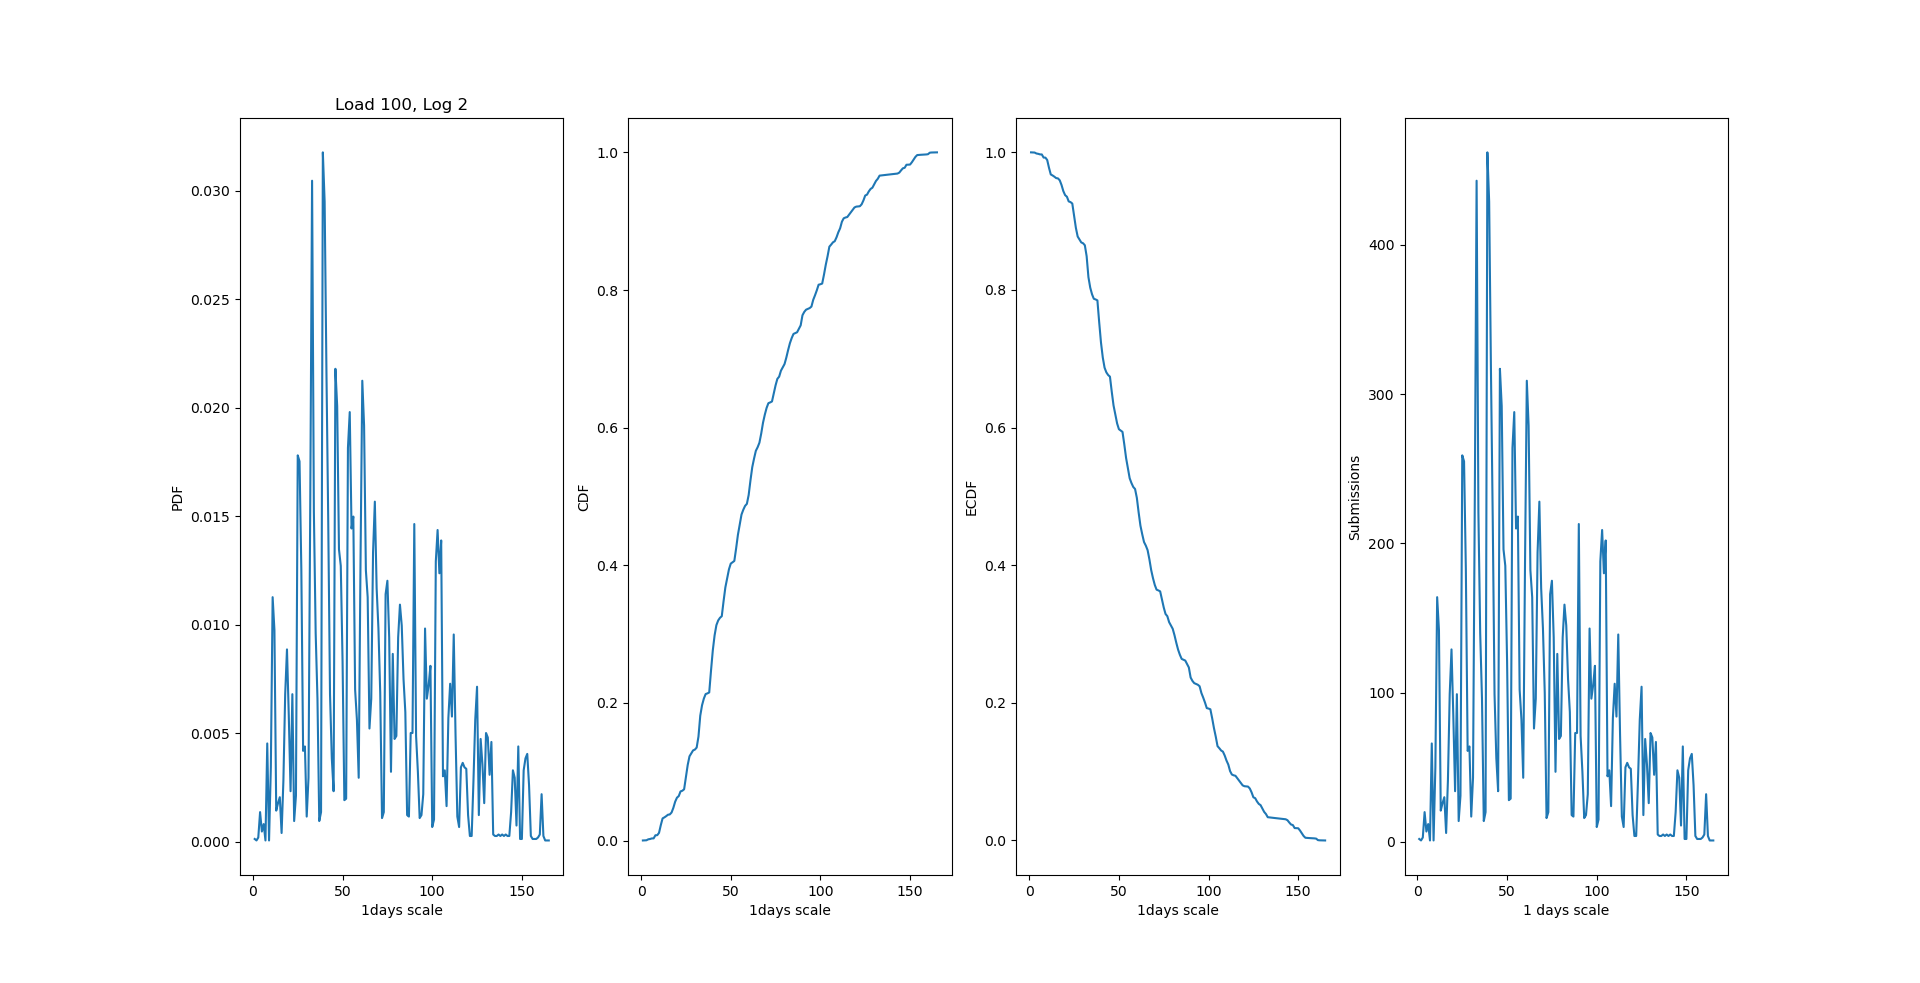 Load 100, Log 2
PDF
0.030
0.025
0.020
0.015
0.010
0.005
0.000
0 50 100 150
1days scale
CDF
1.0
0.8
0.6
0.4
0.2
0.0
0 50 100 150
1days scale
ECDF
1.0
0.8
0.6
0.4
0.2
0.0
0 50 100 150
1days scale
Submissions
400
300
200
100
0
0 50 100 150
1 days scale